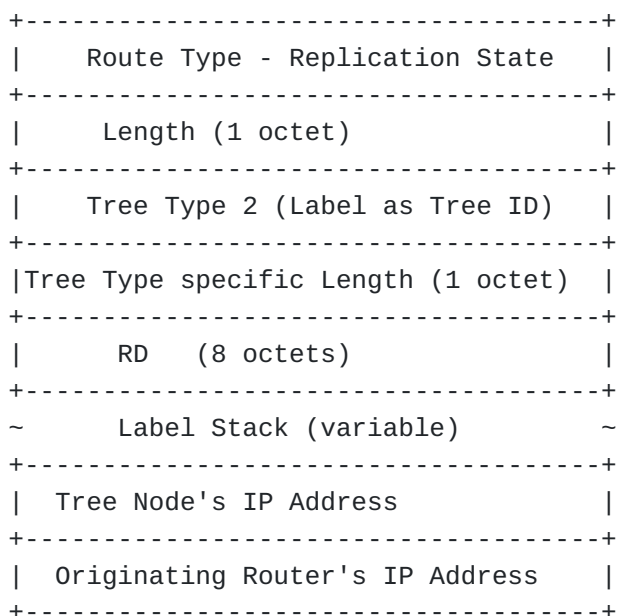 +-------------------------------------+
|    Route Type - Replication State   |
+-------------------------------------+
|     Length (1 octet)                |
+-------------------------------------+
|    Tree Type 2 (Label as Tree ID)   |
+-------------------------------------+
|Tree Type specific Length (1 octet)  |
+-------------------------------------+
|      RD   (8 octets)                |
+-------------------------------------+
~      Label Stack (variable)         ~
+-------------------------------------+
|  Tree Node's IP Address             |
+-------------------------------------+
|  Originating Router's IP Address    |
+-------------------------------------+